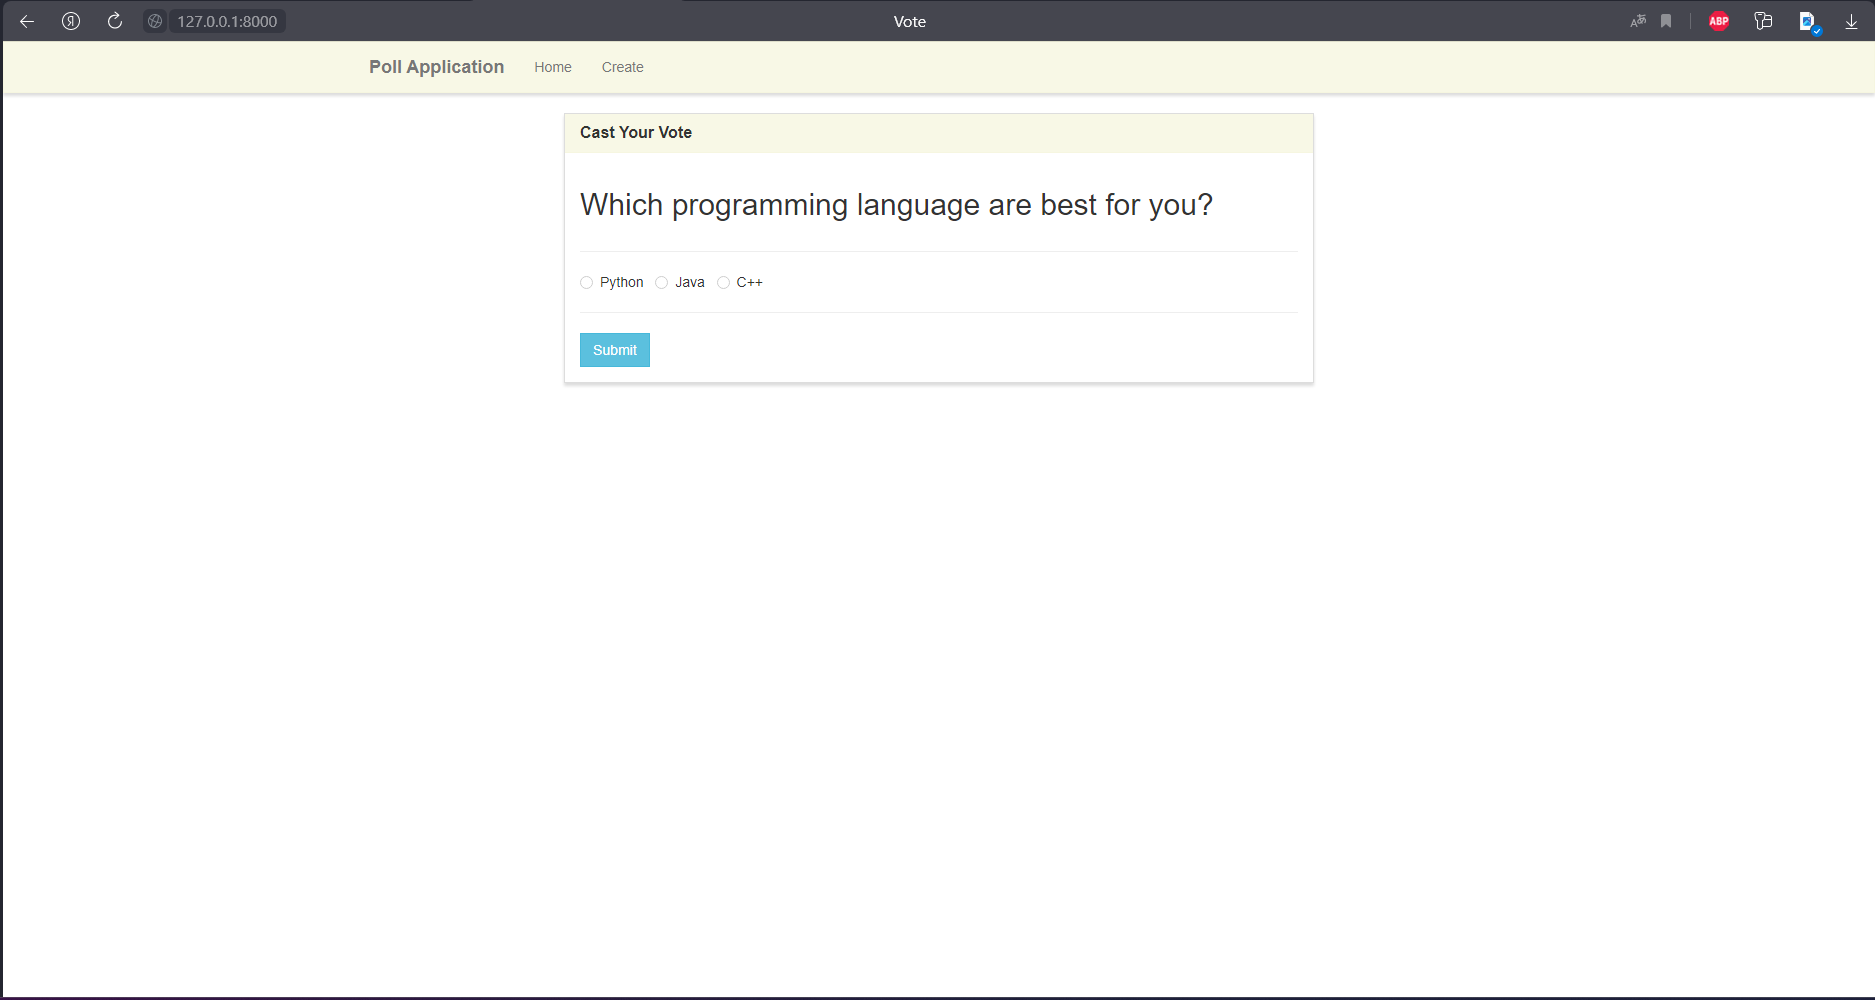 127.0.0.1:8000 Vote ABP
Poll Application Home Create
Cast Your Vote
Which programming language are best for you?
Python Java C++
Submit